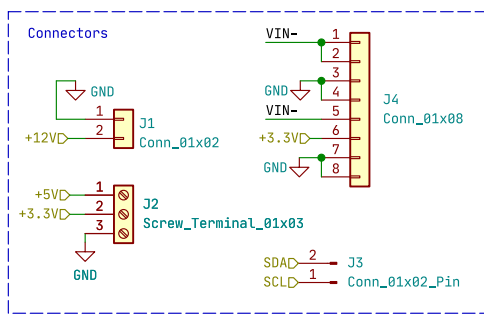 Connectors
GND
1
2
+12V
J1
Conn_01x02
+5V
+3.3V
1
2
3
GND
J2
Screw_Terminal_01x03
VIN-
1
2
GND
3
4
VIN-
5
+3.3V
6
GND
7
8
J4
Conn_01x08
SDA
2
SCL
1
J3
Conn_01x02_Pin